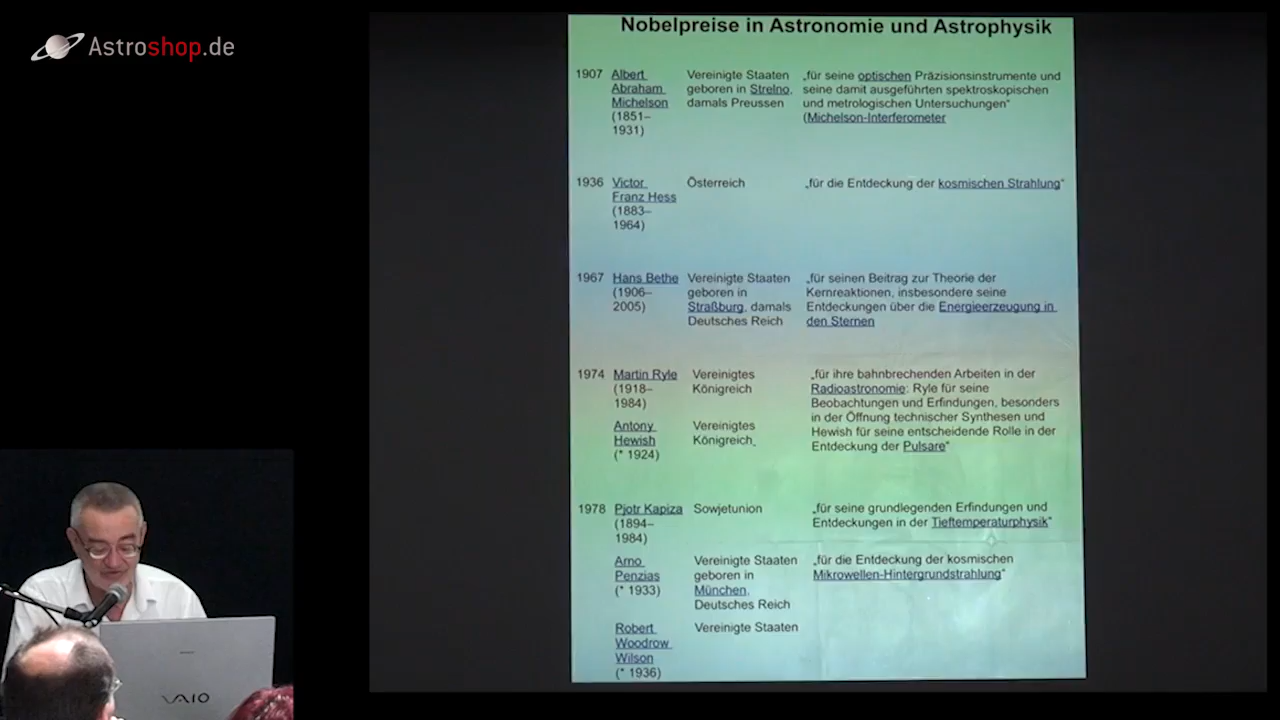 Astroshop.de
Nobelpreise in Astronomie und Astrophysik
1907 Albert Vereinigte Staaten „für seine optischen Präzisionsinstrumente und
Abraham geboren in Strelno, seine damit ausgeführten spektroskopischen
Michelson damals Preussen und metrologischen Untersuchungen“
(1851– (Michelson-Interferometer
1931)
1936 Victor Österreich „für die Entdeckung der kosmischen Strahlung“
Franz Hess
(1883–
1964)
1967 Hans Bethe Vereinigte Staaten „für seinen Beitrag zur Theorie der
(1906– geboren in Kernreaktionen, insbesondere seine
2005) Straßburg, damals Entdeckungen über die Energieerzeugung in
Deutsches Reich den Sternen
1974 Martin Ryle Vereinigtes „für ihre bahnbrechenden Arbeiten in der
(1918– Königreich Radioastronomie: Ryle für seine
1984) Beobachtungen und Erfindungen, besonders
in der Öffnung technischer Synthesen und
Antony Vereinigtes Hewish für seine entscheidende Rolle in der
Hewish Königreich Entdeckung der Pulsare“
(* 1924)
1978 Pjotr Kapiza Sowjetunion „für seine grundlegenden Erfindungen und
(1894– Entdeckungen in der Tieftemperaturphysik“
1984)
Arno Vereinigte Staaten „für die Entdeckung der kosmischen
Penzias geboren in Mikrowellen-Hintergrundstrahlung“
(* 1933) München,
Deutsches Reich
Robert Vereinigte Staaten
Woodrow
Wilson
(* 1936)
VAIO